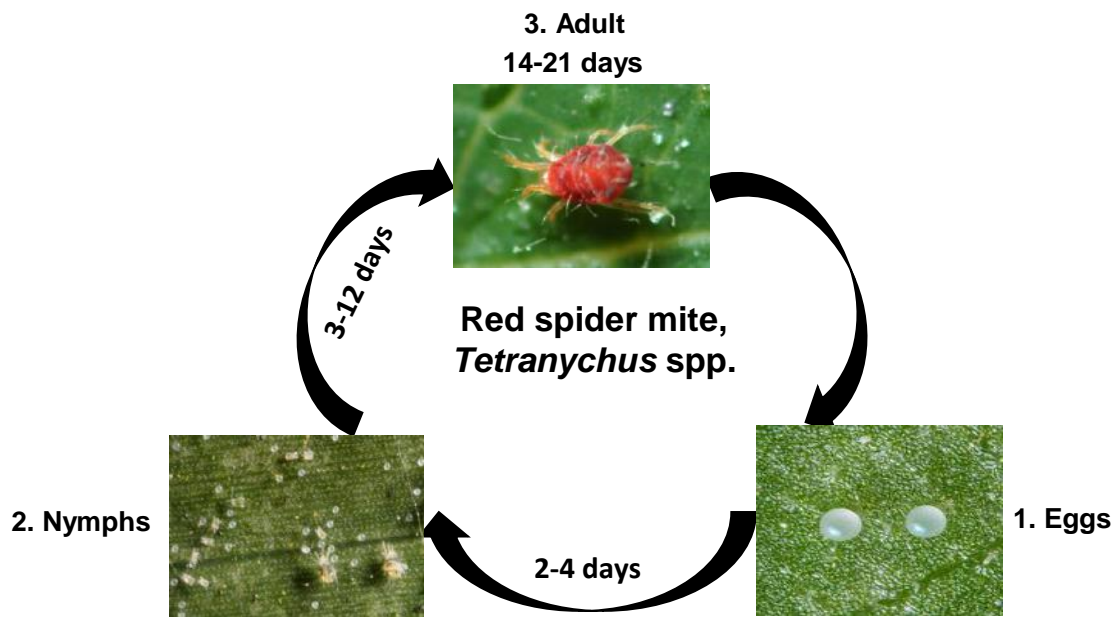 3. Adult
14-21 days
3-12 days
Red spider mite,
Tetranychus spp.
2. Nymphs
1. Eggs
2-4 days